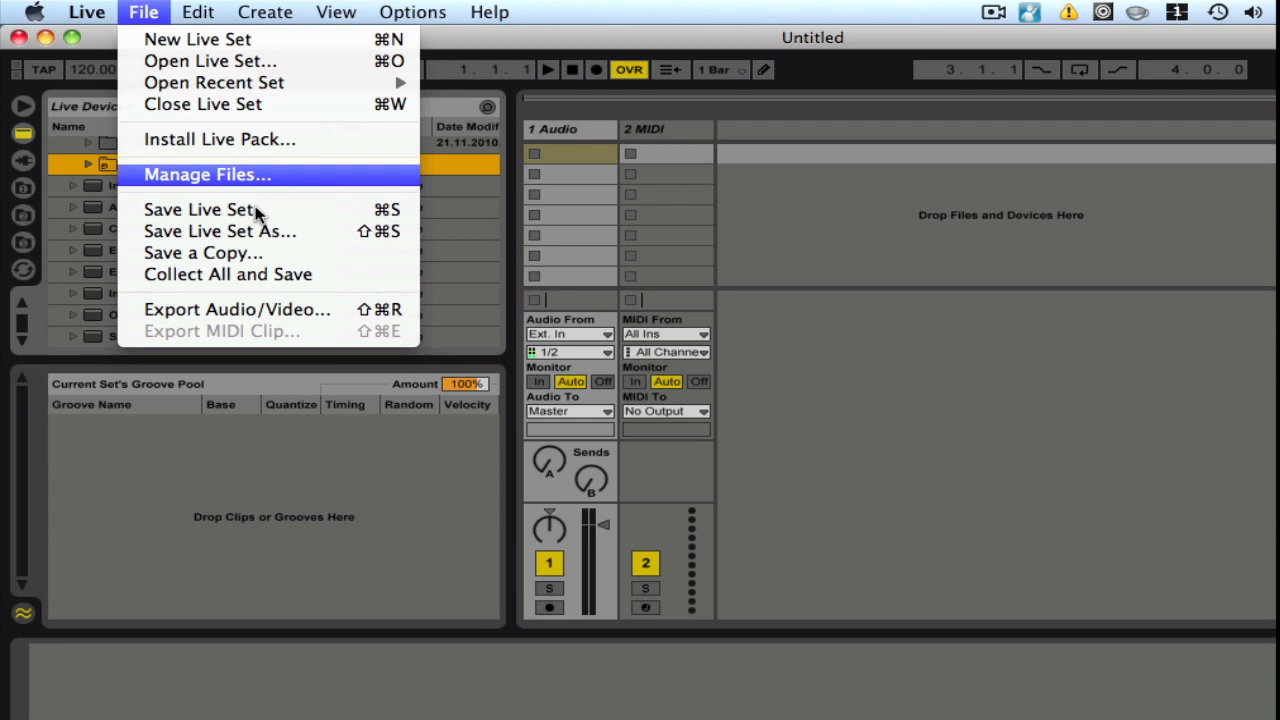 Live File Edit Create View Options Help
Untitled
TAP 120.00 1. 1. 1 OVR 1 Bar 3. 1. 1 4. 0. 0
New Live Set ⌘N
Open Live Set... ⌘O
Open Recent Set
Close Live Set ⌘W
Install Live Pack...
Manage Files...
Save Live Set ⌘S
Save Live Set As... ⇧⌘S
Save a Copy...
Collect All and Save
Export Audio/Video... ⇧⌘R
Export MIDI Clip... ⇧⌘E
Live Devic
Name Date Modif
21.11.2010,
1 Audio 2 MIDI
Drop Files and Devices Here
Audio From MIDI From
Ext. In All Ins
1/2 All Channe
Monitor Monitor
In Auto Off In Auto Off
Audio To MIDI To
Master No Output
Sends
A
B
1 2
S S
Current Set's Groove Pool Amount 100%
Groove Name Base Quantize Timing Random Velocity
Drop Clips or Grooves Here